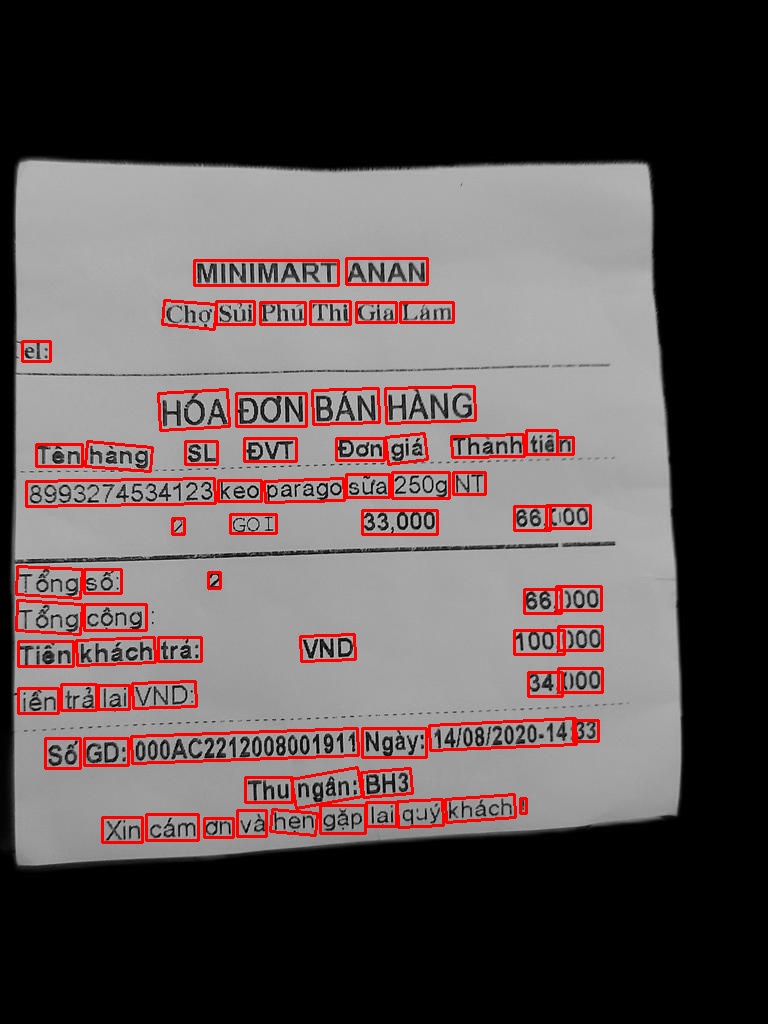 MINIMART ANAN
Chợ Sủi Phú Thị Gia Lâm
Tel:
HÓA ĐƠN BÁN HÀNG
Tên hàng SL ĐVT Đơn giá Thành tiền
8993274534123 keo parago sữa 250g NT
2 GOI 33,000 66,000
Tổng số: 2
Tổng cộng : 66,000
Tiền khách trả: VND 100,000
iền trả lại VND: 34,000
Số GD: 000AC2212008001911 Ngày: 14/08/2020-14:33
Thu ngân: BH3
Xin cám ơn và hẹn gặp lại quý khách !